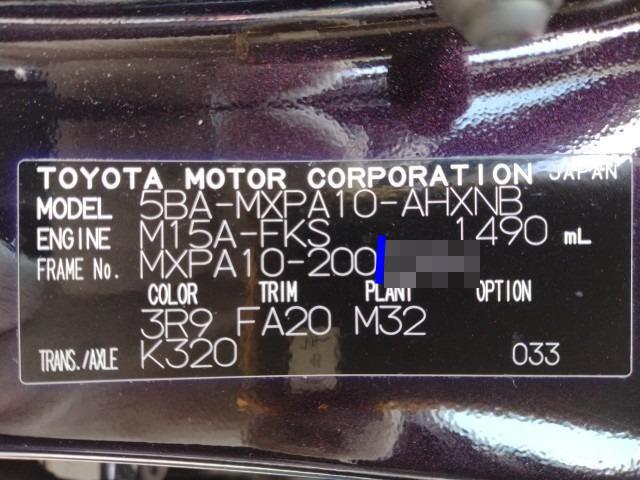 TOYOTA MOTOR CORPORATION JAPAN
MODEL 5BA-MXPA10-AHXNB
ENGINE M15A-FKS 1490 mL
FRAME No. MXPA10-200
COLOR TRIM PLANT OPTION
3R9 FA20 M32
TRANS./AXLE K320 033